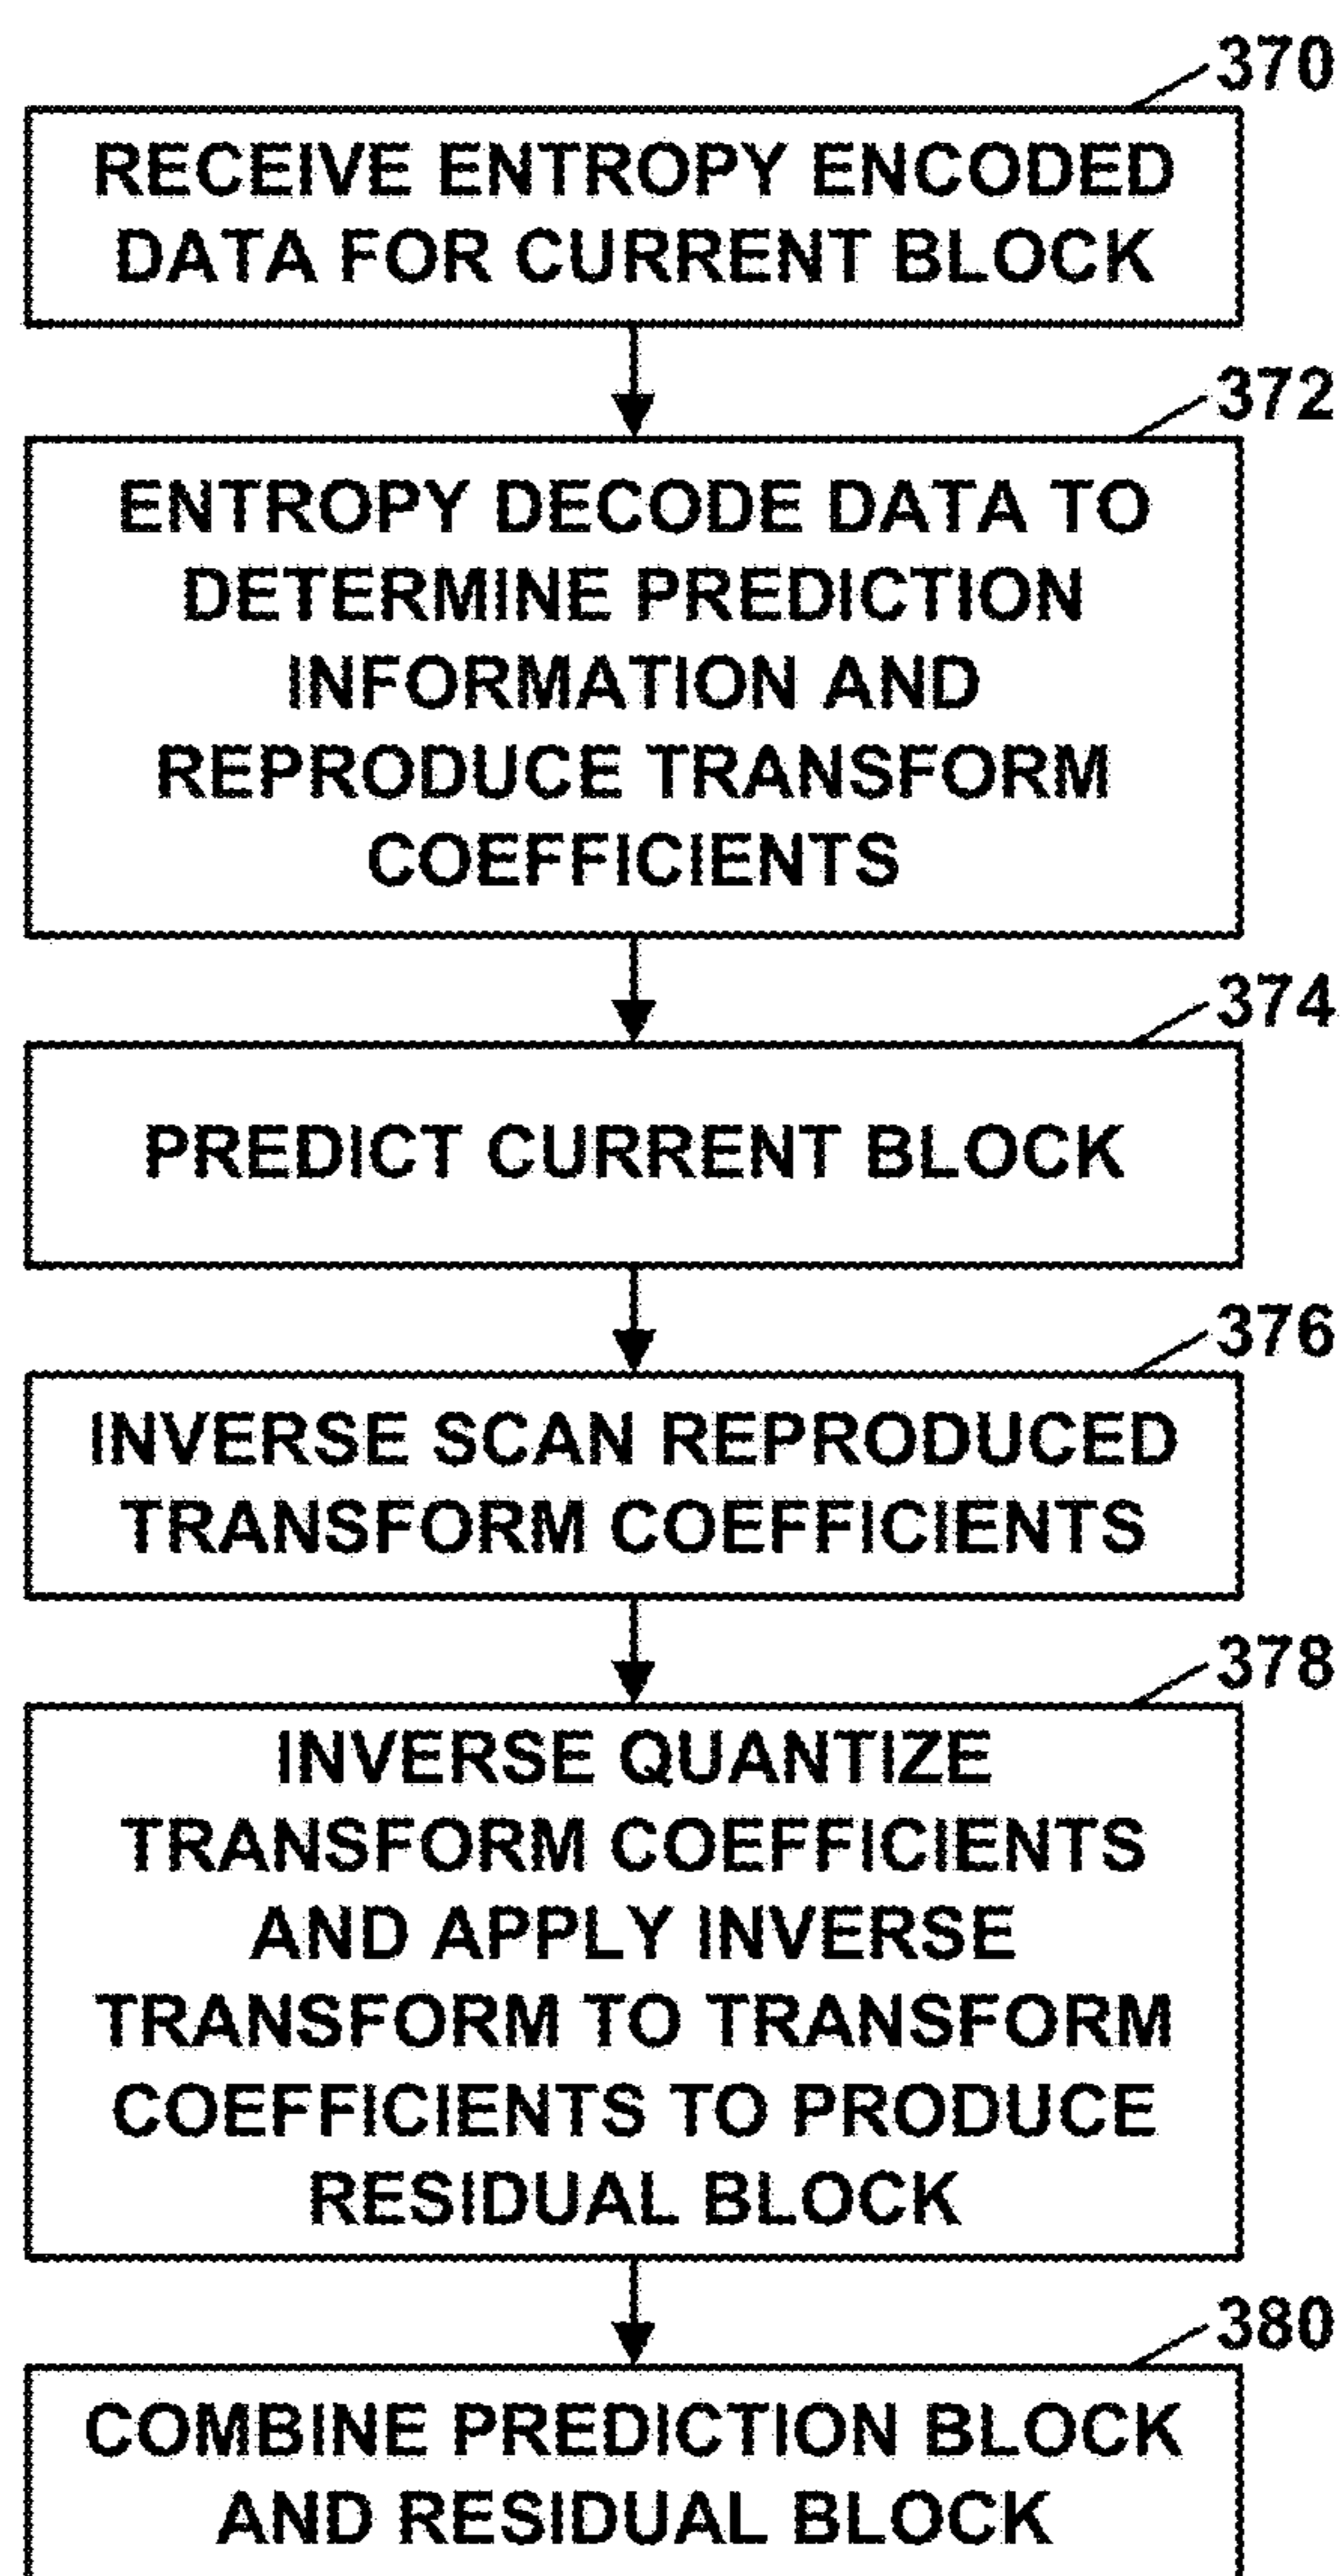 370
RECEIVE ENTROPY ENCODED
DATA FOR CURRENT BLOCK
372
ENTROPY DECODE DATA TO
DETERMINE PREDICTION
INFORMATION AND
REPRODUCE TRANSFORM
COEFFICIENTS
374
PREDICT CURRENT BLOCK
376
INVERSE SCAN REPRODUCED
TRANSFORM COEFFICIENTS
378
INVERSE QUANTIZE
TRANSFORM COEFFICIENTS
AND APPLY INVERSE
TRANSFORM TO TRANSFORM
COEFFICIENTS TO PRODUCE
RESIDUAL BLOCK
380
COMBINE PREDICTION BLOCK
AND RESIDUAL BLOCK